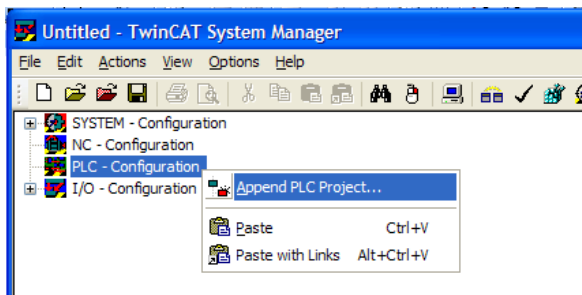 Untitled - TwinCAT System Manager
File Edit Actions View Options Help
SYSTEM - Configuration
NC - Configuration
PLC - Configuration
I/O - Configuration
Append PLC Project...
Paste Ctrl+V
Paste with Links Alt+Ctrl+V